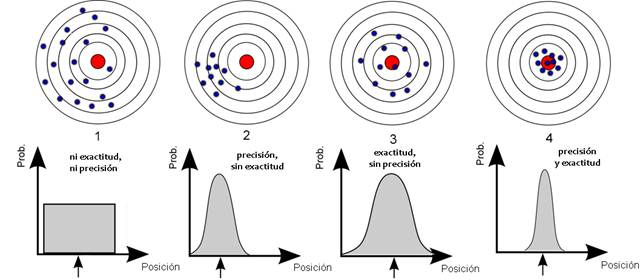 1
2
3
4
Prob.
ni exactitud,
ni precisión
Posición
Prob.
precisión,
sin exactitud
Posición
Prob.
exactitud,
sin precisión
Posición
Prob.
precisión
y exactitud
Posición